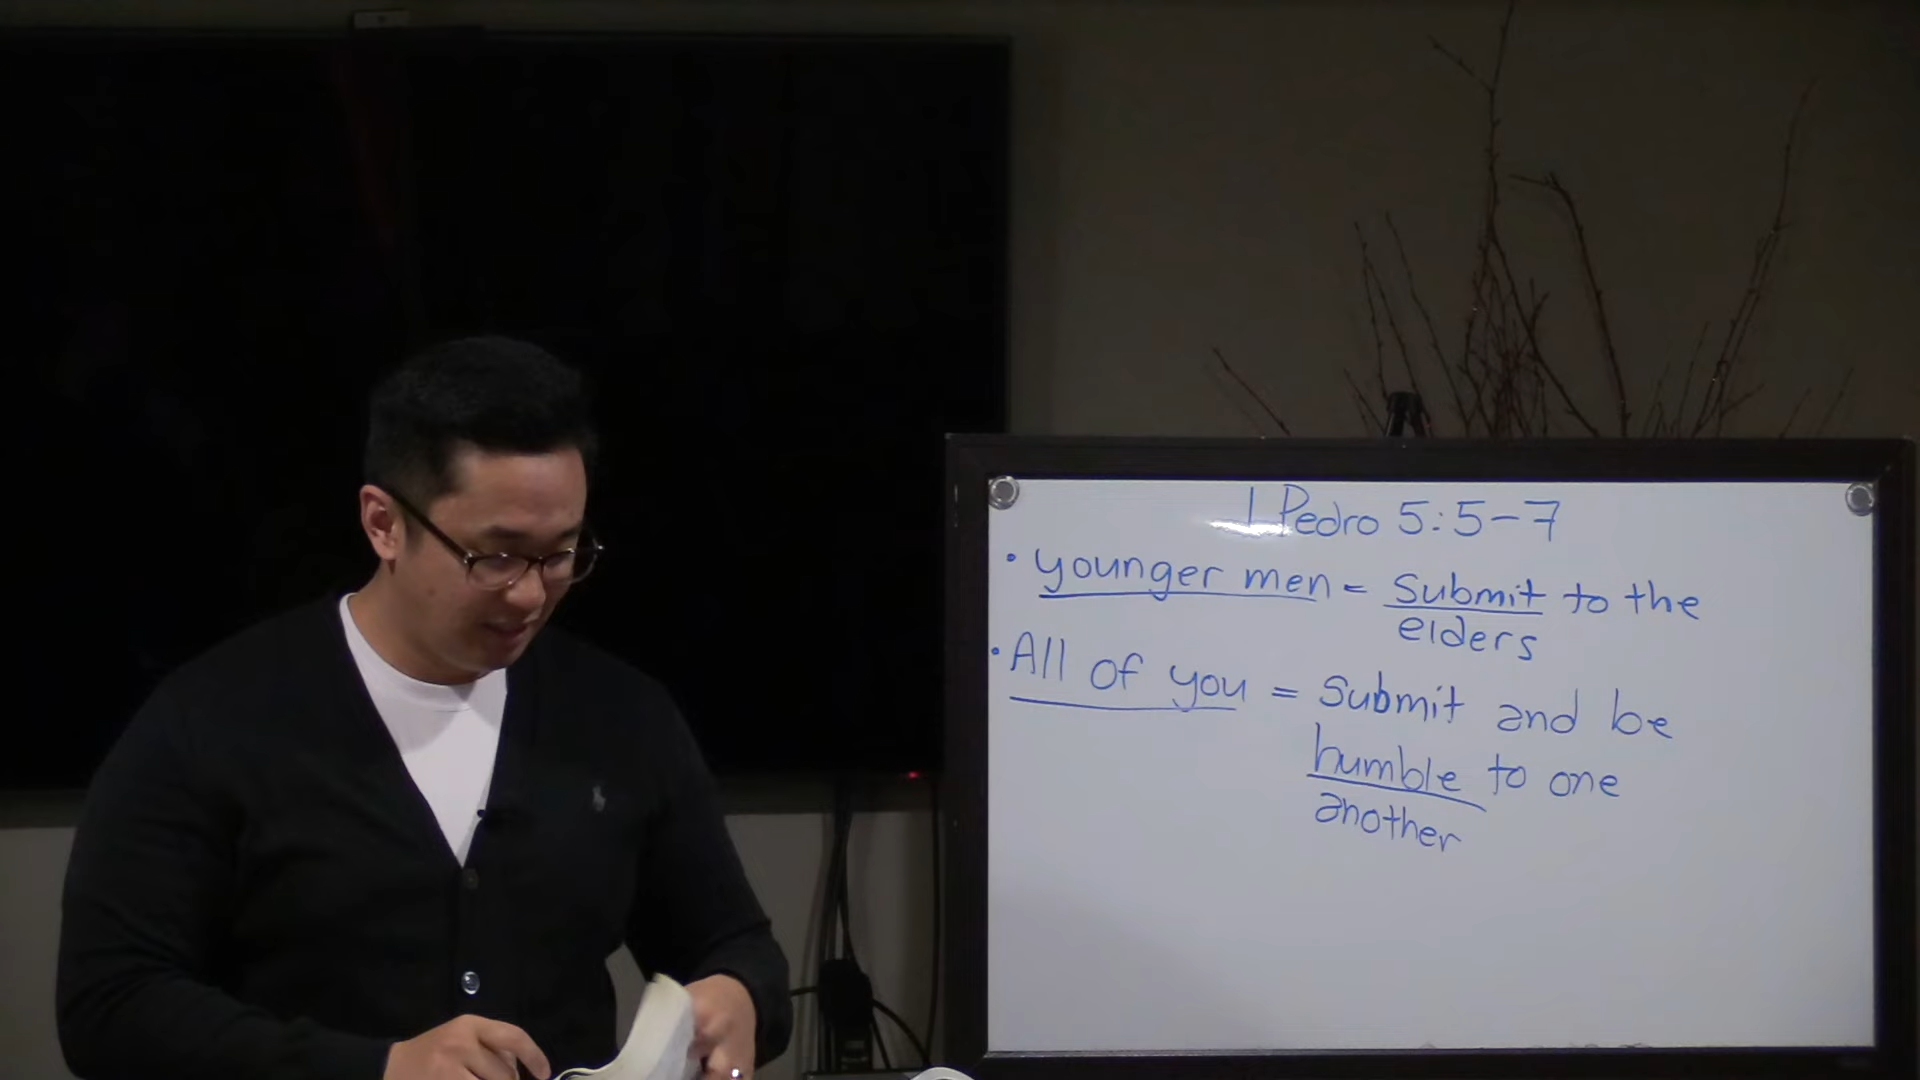 1 Pedro 5:5-7
• younger men = submit to the
elders
• All of you = submit and be
humble to one
another